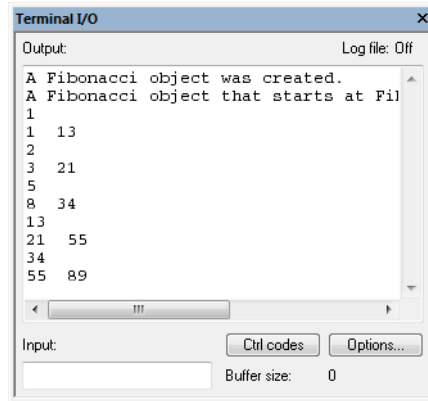 Terminal I/O
Output: Log file: Off
A Fibonacci object was created.
A Fibonacci object that starts at
1
1 13
2
3 21
5
8 34
13
21 55
34
55 89
Input: Ctrl codes Options...
Buffer size: 0